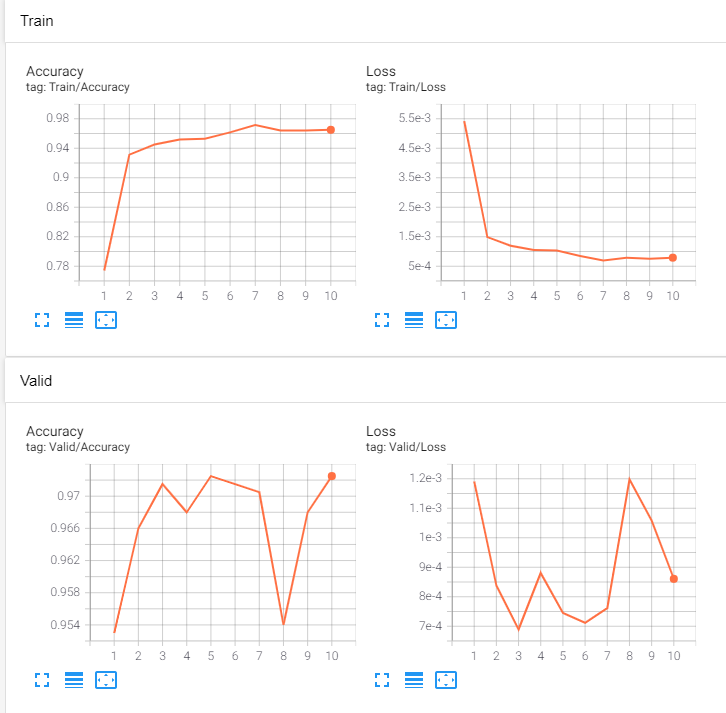 Train
Accuracy
tag: Train/Accuracy
0.98
0.94
0.9
0.86
0.82
0.78
1 2 3 4 5 6 7 8 9 10
Loss
tag: Train/Loss
5.5e-3
4.5e-3
3.5e-3
2.5e-3
1.5e-3
5e-4
1 2 3 4 5 6 7 8 9 10
Valid
Accuracy
tag: Valid/Accuracy
0.97
0.966
0.962
0.958
0.954
1 2 3 4 5 6 7 8 9 10
Loss
tag: Valid/Loss
1.2e-3
1.1e-3
1e-3
9e-4
8e-4
7e-4
1 2 3 4 5 6 7 8 9 10